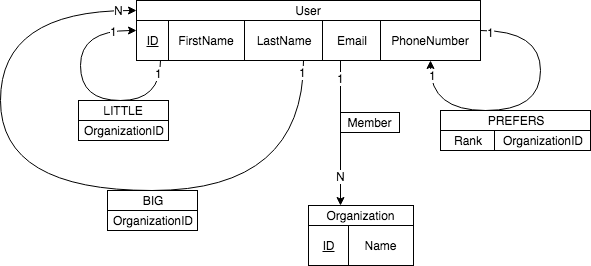 User
N
ID FirstName LastName Email PhoneNumber
1 1
1 1 1 1
LITTLE
OrganizationID
PREFERS
Rank OrganizationID
Member
N
BIG
OrganizationID
Organization
ID Name